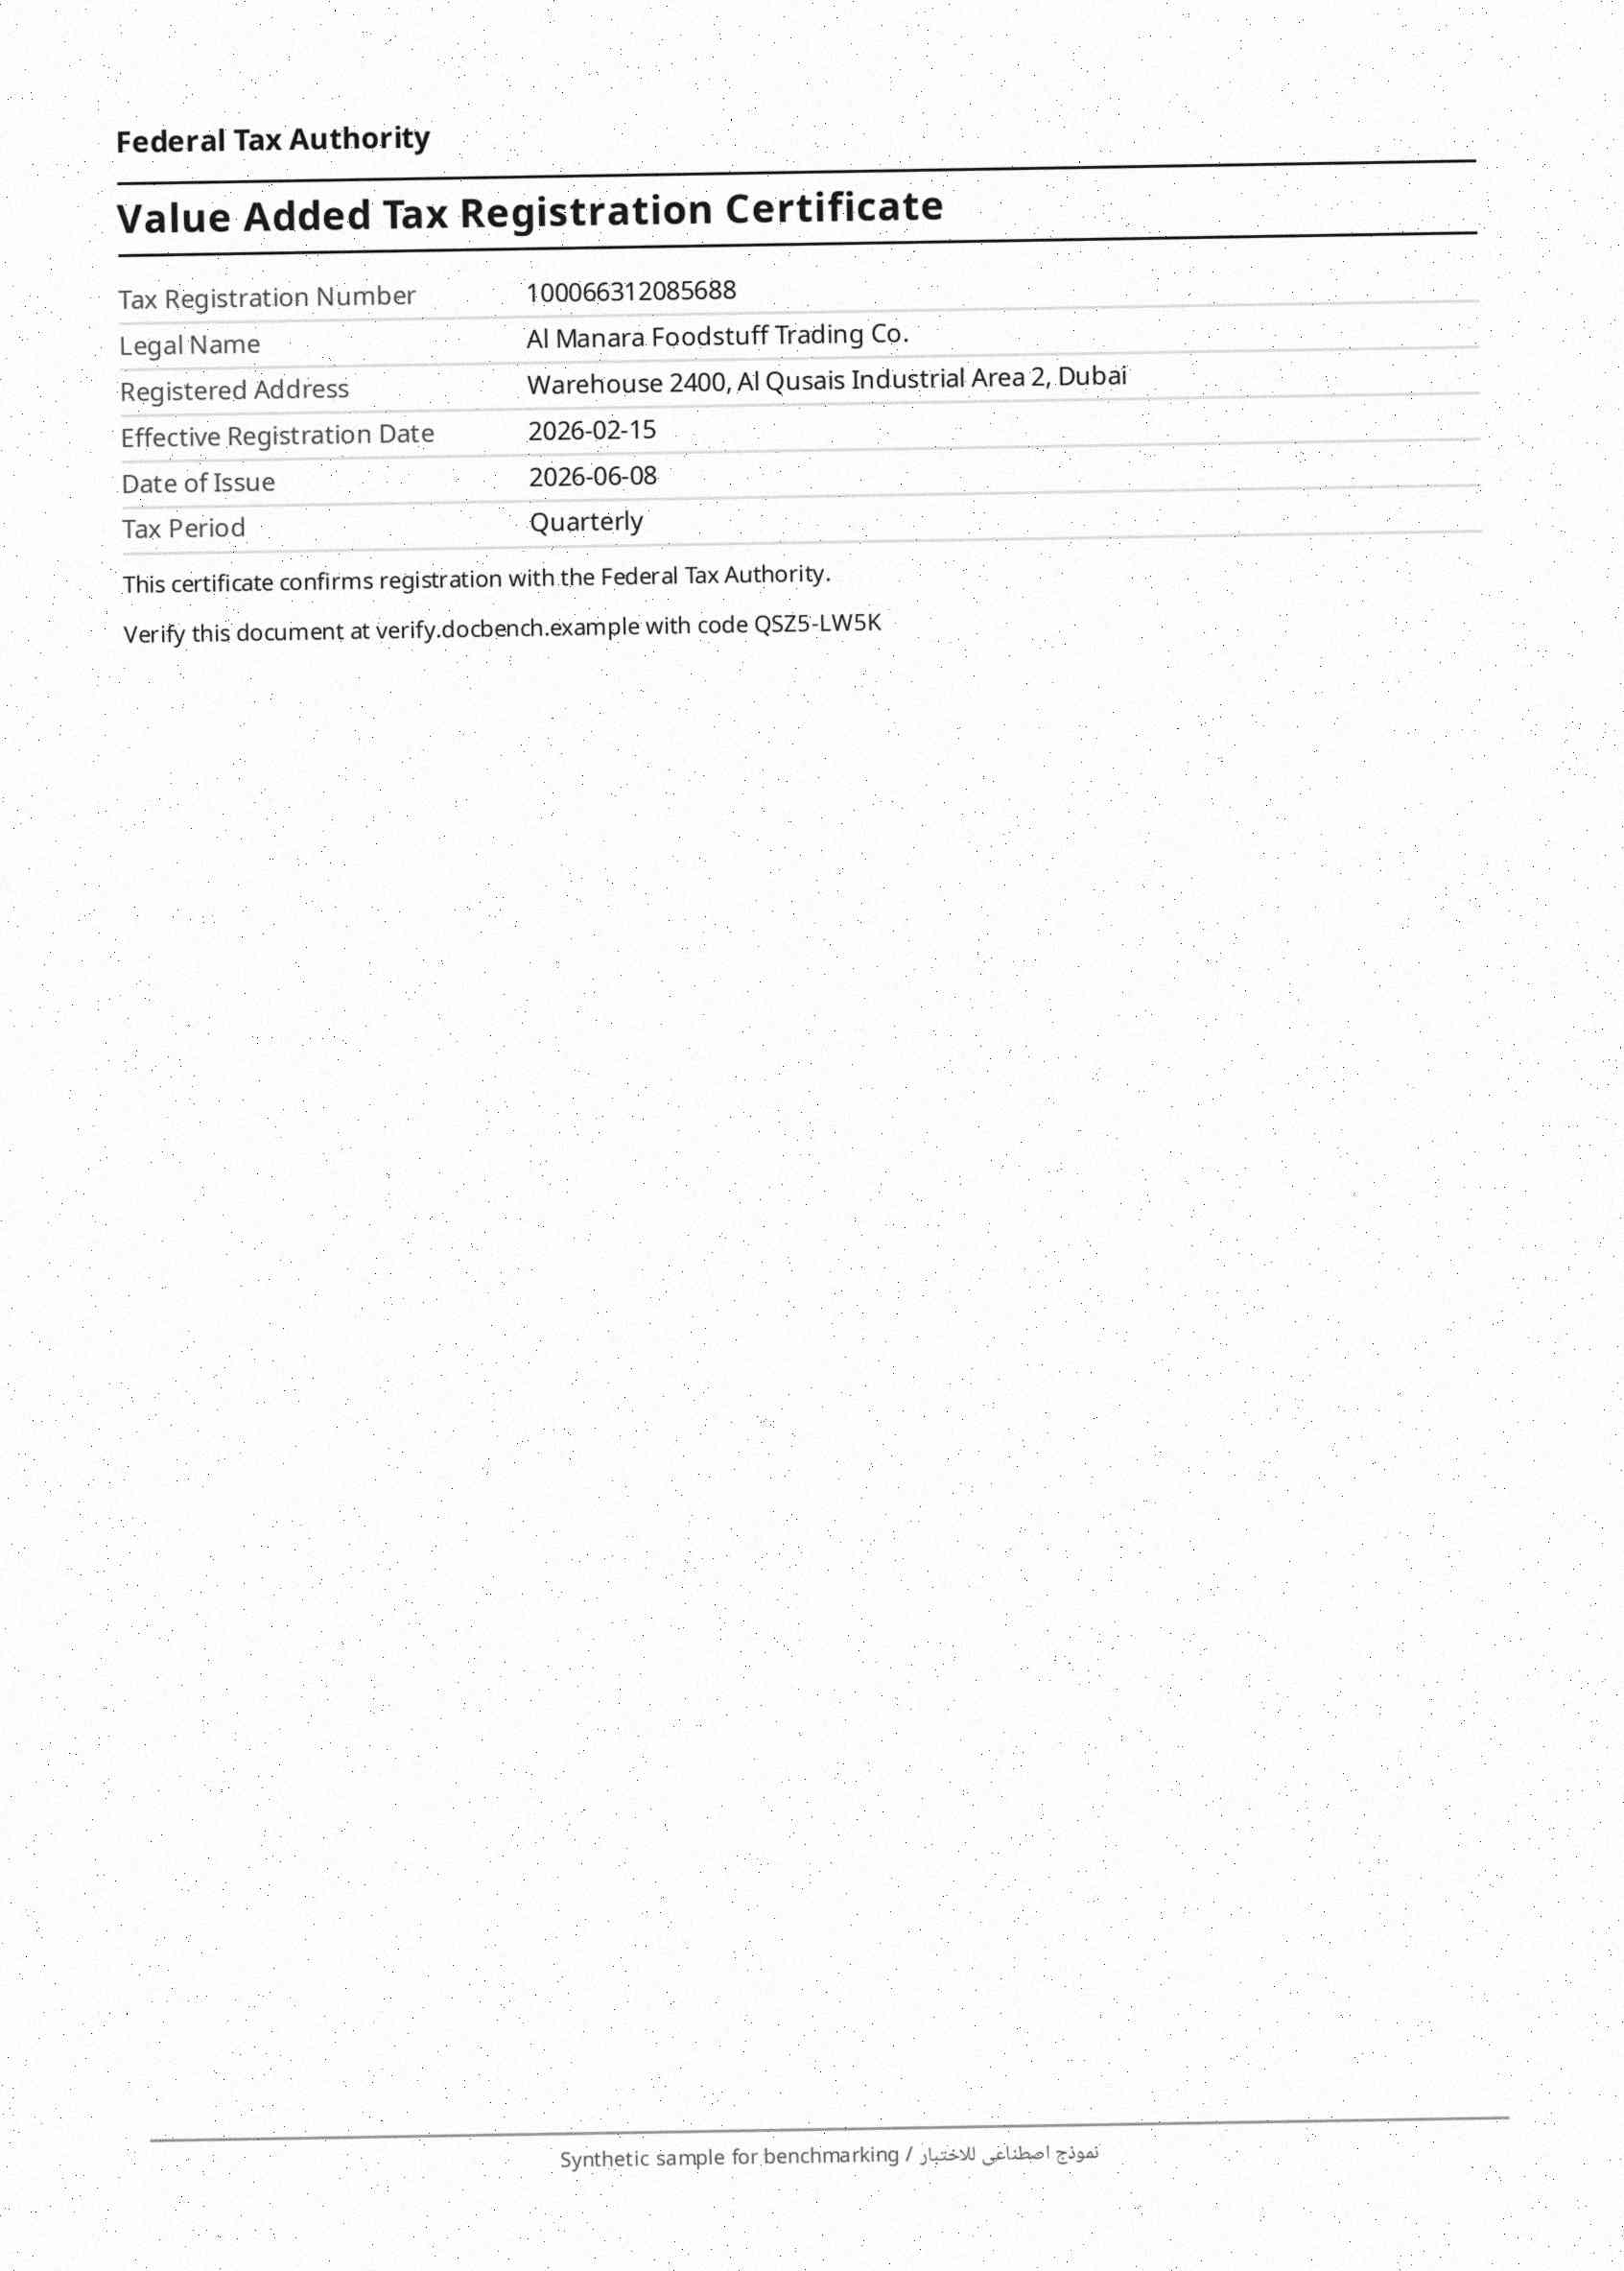 Federal Tax Authority
Value Added Tax Registration Certificate
Tax Registration Number 100066312085688
Legal Name Al Manara Foodstuff Trading Co.
Registered Address Warehouse 2400, Al Qusais Industrial Area 2, Dubai
Effective Registration Date 2026-02-15
Date of Issue 2026-06-08
Tax Period Quarterly
This certificate confirms registration with the Federal Tax Authority.
Verify this document at verify.docbench.example with code QSZ5-LW5K
Synthetic sample for benchmarking / نموذج اصطناعي للاختبار